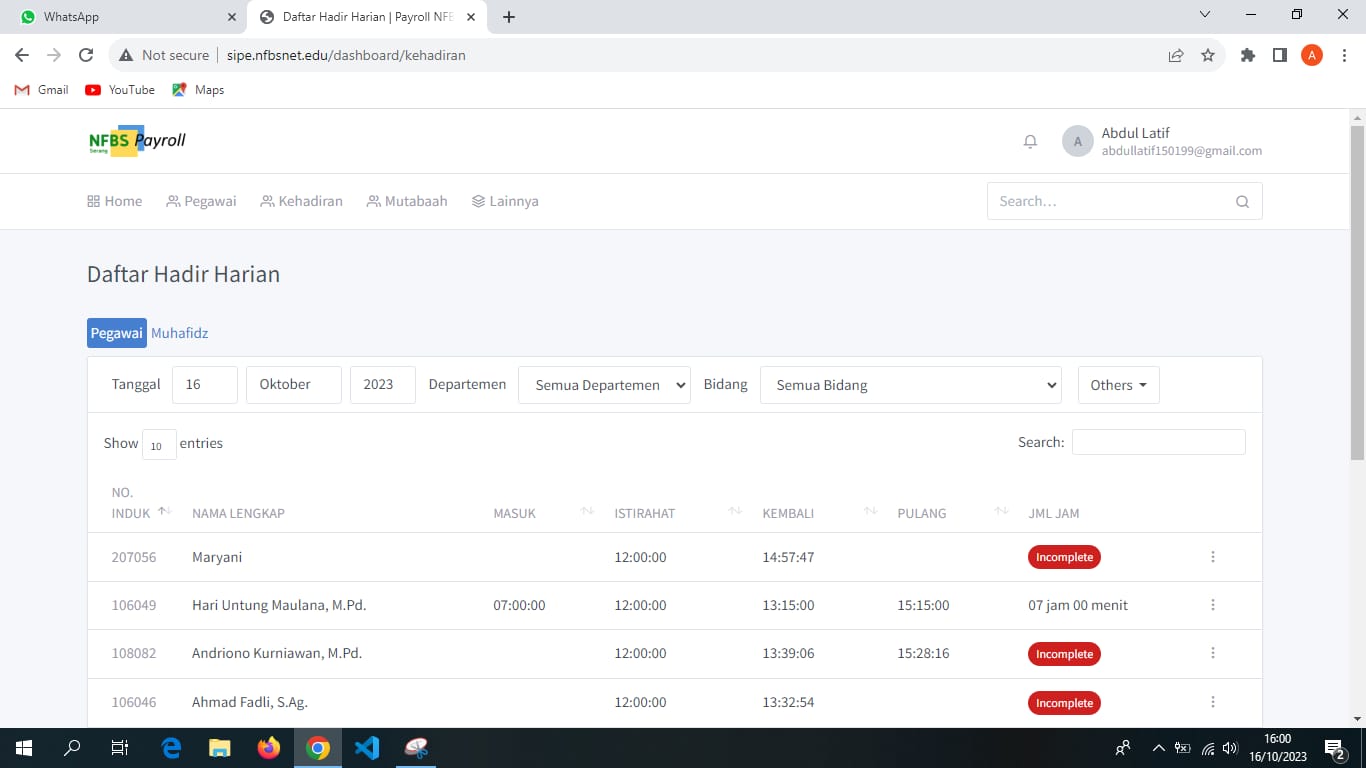 WhatsApp
Daftar Hadir Harian | Payroll NFB
Not secure | sipe.nfbsnet.edu/dashboard/kehadiran
A
Gmail YouTube Maps
NFBS Payroll
Serang
A
Abdul Latif
abdullatif150199@gmail.com
Home Pegawai Kehadiran Mutabaah Lainnya Search…
Daftar Hadir Harian
Pegawai Muhafidz
Tanggal 16 Oktober 2023 Departemen Semua Departemen Bidang Semua Bidang Others
Show 10 entries Search:
NO. INDUK NAMA LENGKAP MASUK ISTIRAHAT KEMBALI PULANG JML JAM
207056 Maryani 12:00:00 14:57:47 Incomplete
106049 Hari Untung Maulana, M.Pd. 07:00:00 12:00:00 13:15:00 15:15:00 07 jam 00 menit
108082 Andriono Kurniawan, M.Pd. 12:00:00 13:39:06 15:28:16 Incomplete
106046 Ahmad Fadli, S.Ag. 12:00:00 13:32:54 Incomplete
16:00
16/10/2023
2